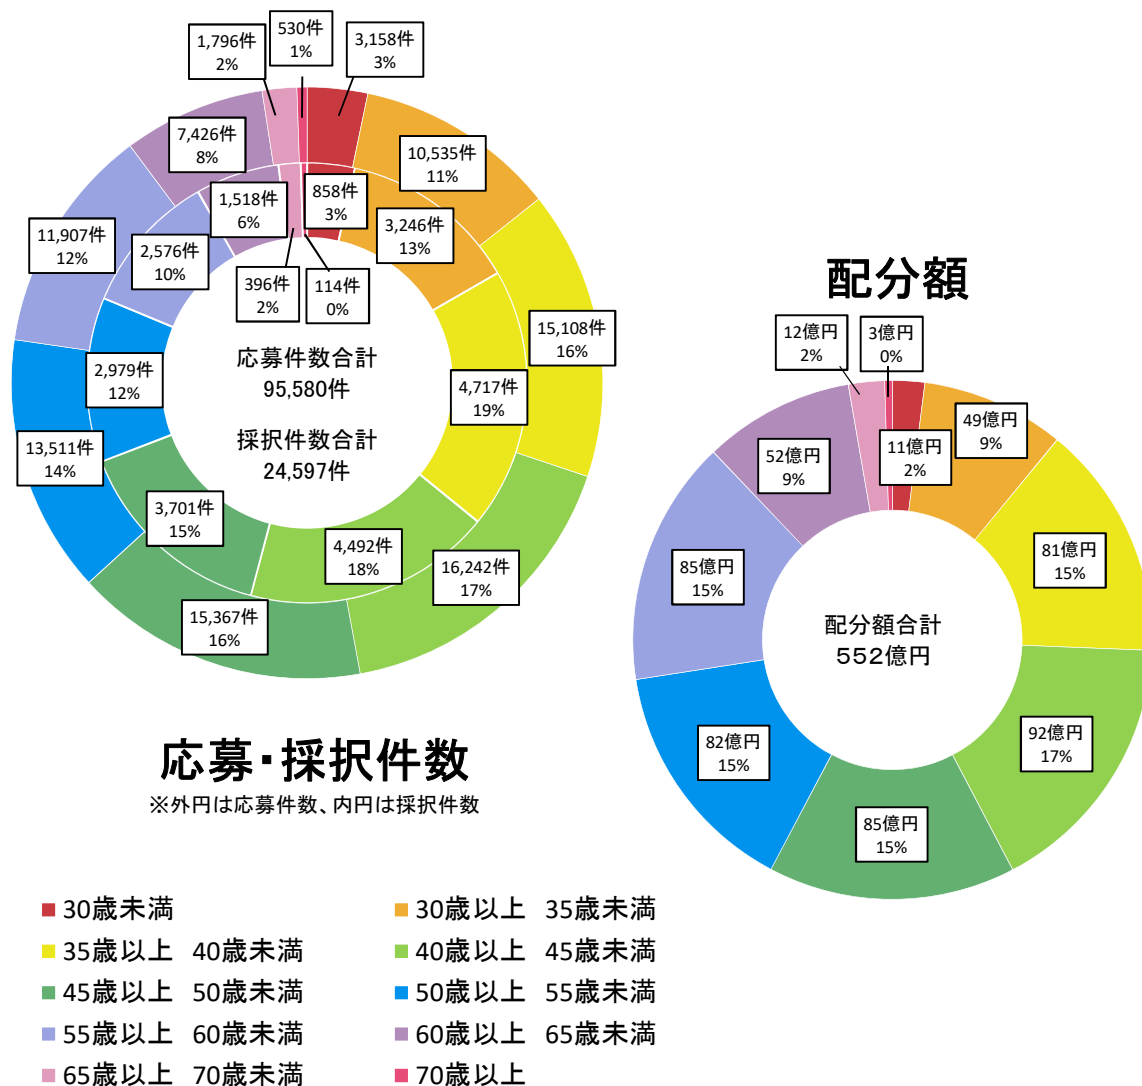 530件
1%
1,796件
2%
3,158件
3%
7,426件
8%
10,535件
11%
1,518件
6%
858件
3%
3,246件
13%
11,907件
12%
2,576件
10%
396件
2%
114件
0%
15,108件
16%
応募件数合計
95,580件
2,979件
12%
4,717件
19%
採択件数合計
24,597件
13,511件
14%
3,701件
15%
4,492件
18%
16,242件
17%
15,367件
16%
応募・採択件数
※外円は応募件数、内円は採択件数
配分額
12億円
2%
3億円
0%
49億円
9%
52億円
9%
11億円
2%
85億円
15%
81億円
15%
配分額合計
552億円
82億円
15%
92億円
17%
85億円
15%
30歳未満
30歳以上 35歳未満
35歳以上 40歳未満
40歳以上 45歳未満
45歳以上 50歳未満
50歳以上 55歳未満
55歳以上 60歳未満
60歳以上 65歳未満
65歳以上 70歳未満
70歳以上